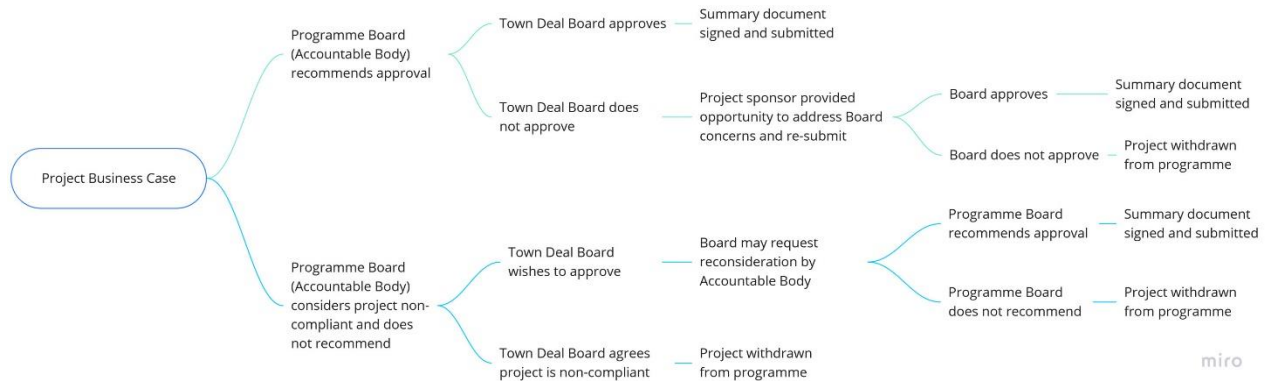 Project Business Case
Programme Board
(Accountable Body)
recommends approval
Town Deal Board approves
Summary document
signed and submitted
Town Deal Board does
not approve
Project sponsor provided
opportunity to address Board
concerns and re-submit
Board approves
Summary document
signed and submitted
Board does not approve
Project withdrawn
from programme
Programme Board
(Accountable Body)
considers project non-
compliant and does
not recommend
Town Deal Board
wishes to approve
Board may request
reconsideration by
Accountable Body
Programme Board
recommends approval
Summary document
signed and submitted
Programme Board
does not recommend
Project withdrawn
from programme
Town Deal Board agrees
project is non-compliant
Project withdrawn
from programme
miro